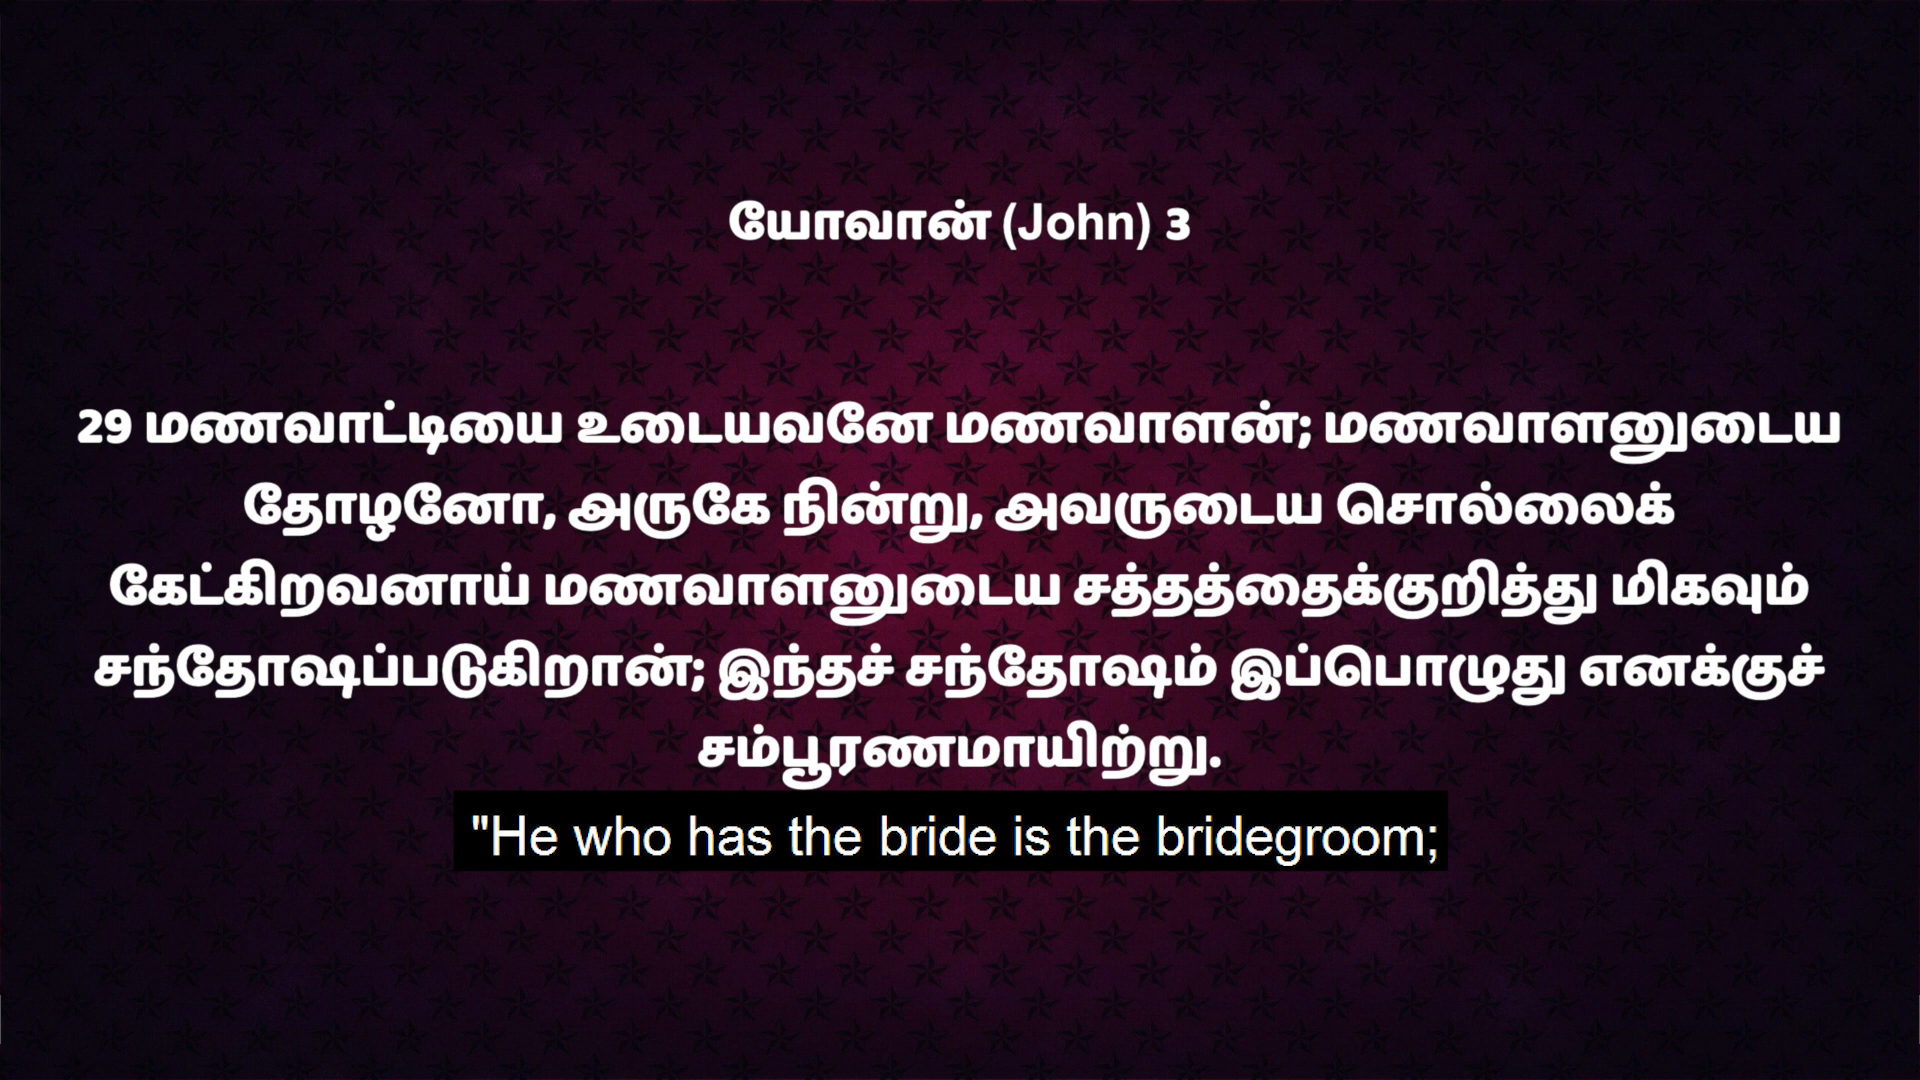 யோவான் (John) 3
29 மணவாட்டியை உடையவனே மணவாளன்; மணவாளனுடைய
தோழனோ, அருகே நின்று, அவருடைய சொல்லைக்
கேட்கிறவனாய் மணவாளனுடைய சத்தத்தைக்குறித்து மிகவும்
சந்தோஷப்படுகிறான்; இந்தச் சந்தோஷம் இப்பொழுது எனக்குச்
சம்பூரணமாயிற்று.
"He who has the bride is the bridegroom;